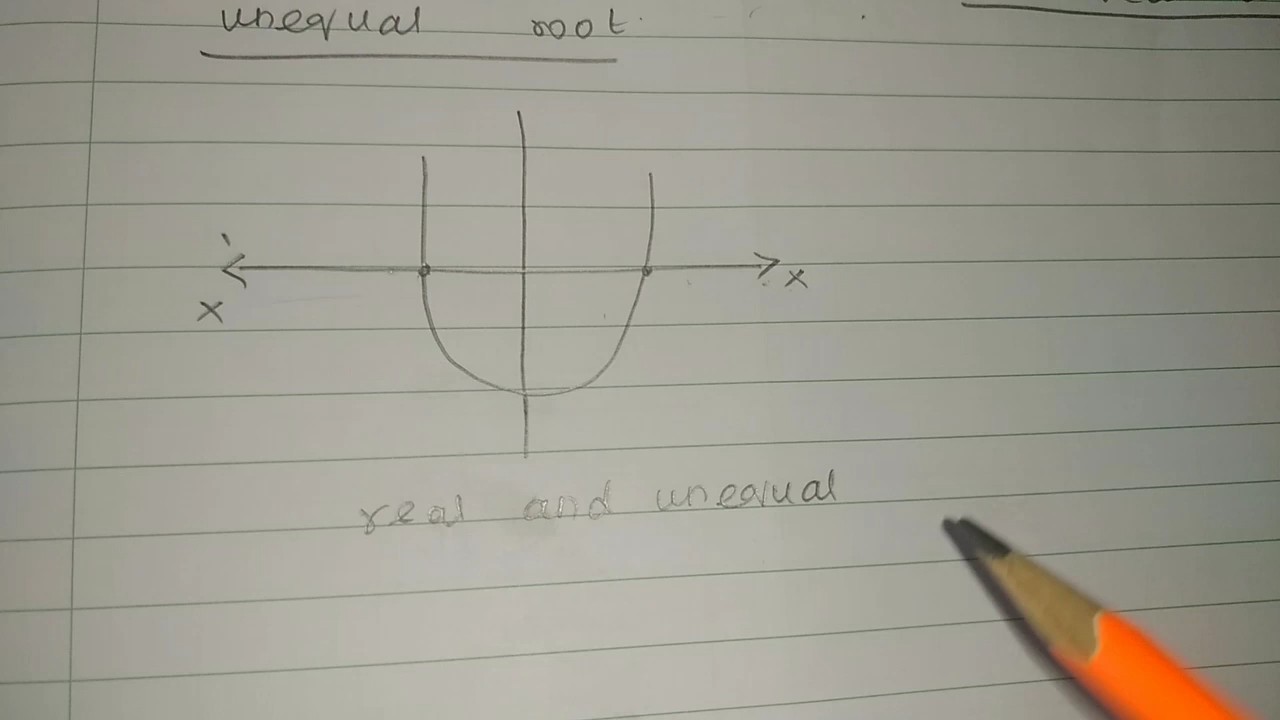 unequal root.
x
x'
real and unequal